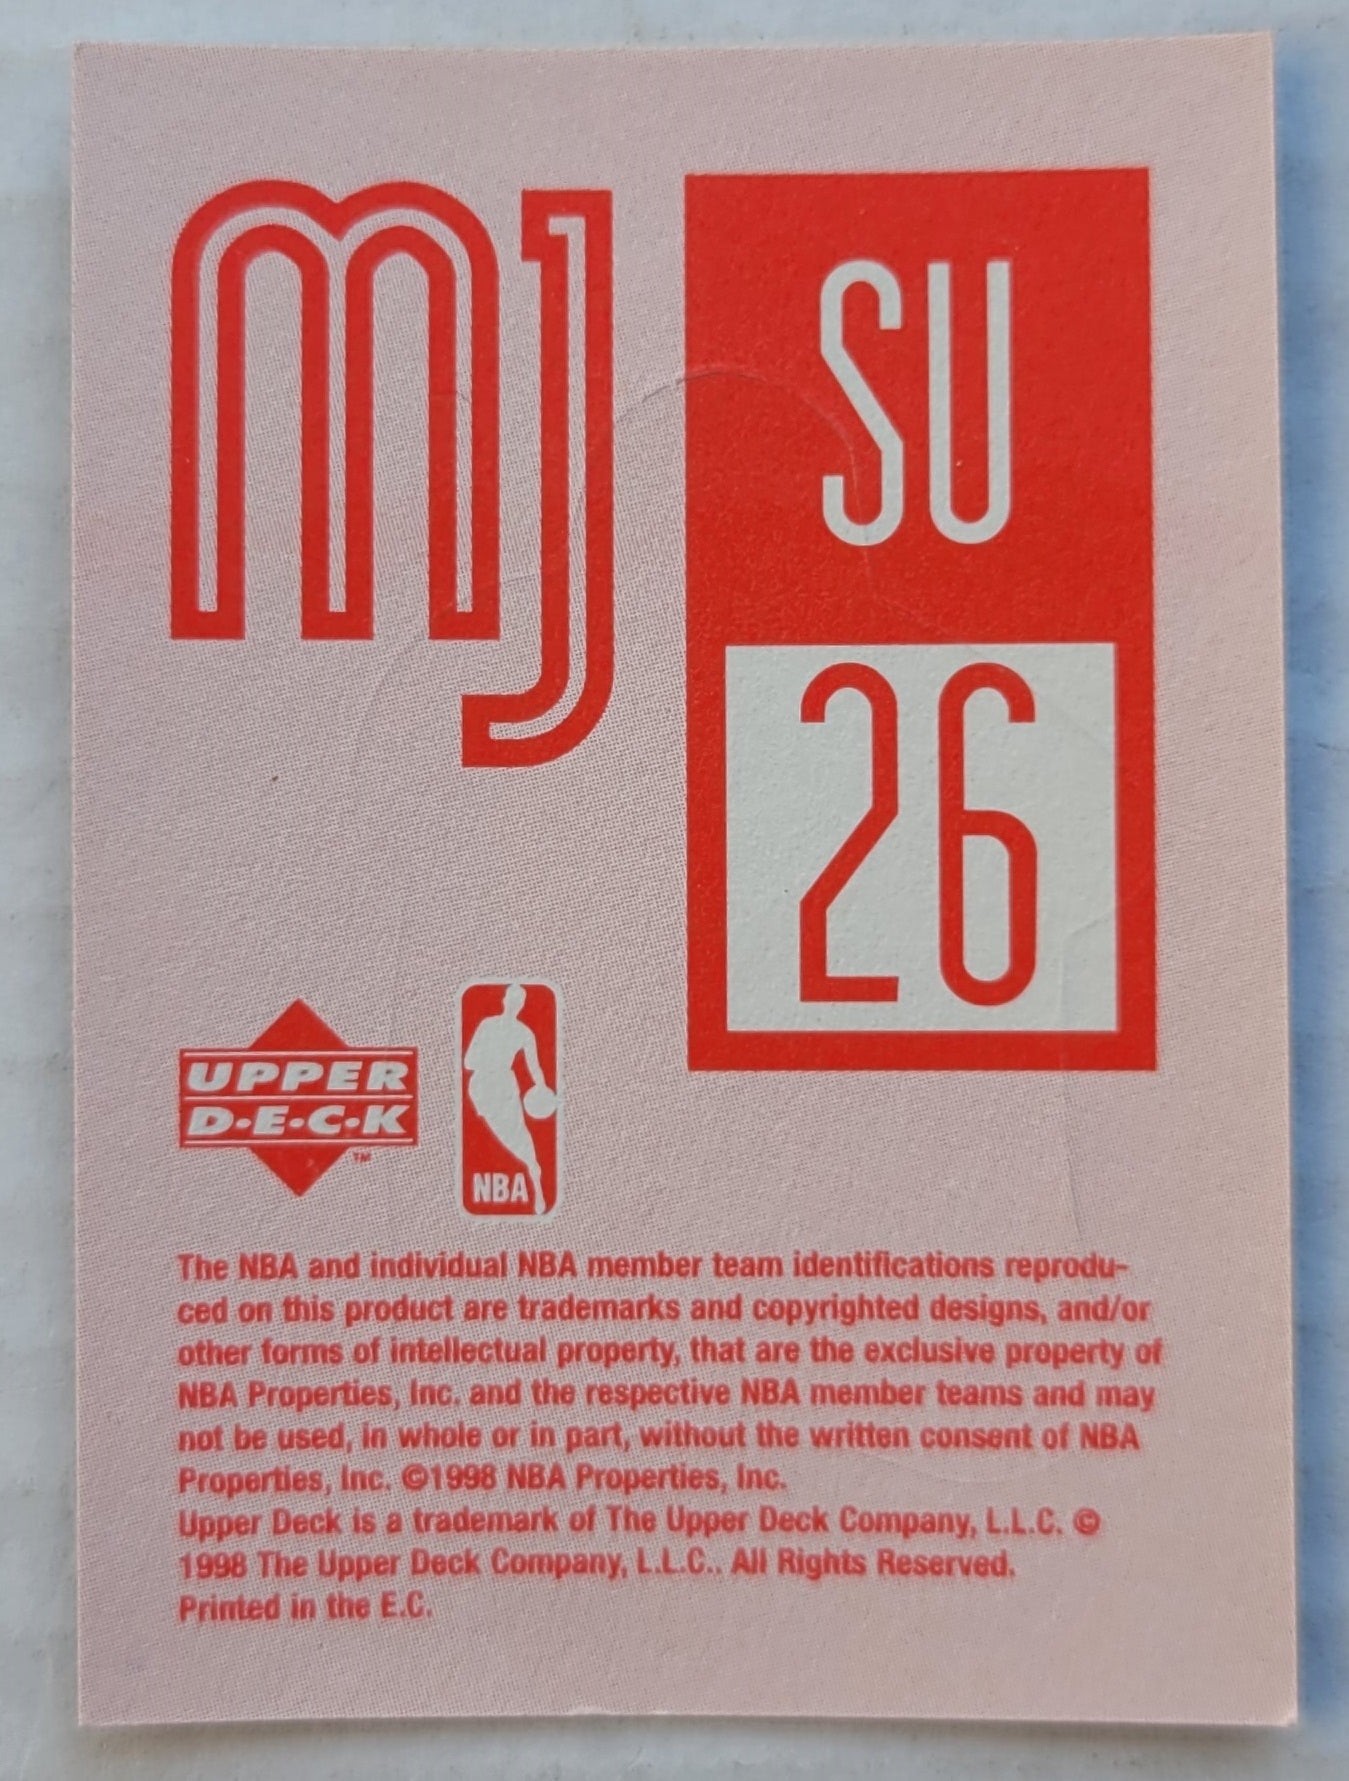 mj
SU
26
UPPER
D·E·C·K
™
NBA
The NBA and individual NBA member team identifications reprodu-
ced on this product are trademarks and copyrighted designs, and/or
other forms of intellectual property, that are the exclusive property of
NBA Properties, Inc. and the respective NBA member teams and may
not be used, in whole or in part, without the written consent of NBA
Properties, Inc. ©1998 NBA Properties, Inc.
Upper Deck is a trademark of The Upper Deck Company, L.L.C. ©
1998 The Upper Deck Company, L.L.C.. All Rights Reserved.
Printed in the E.C.